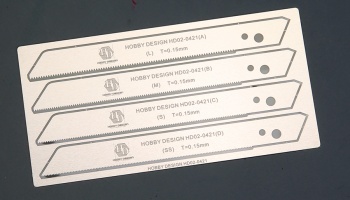 HOBBY DESIGN HD02-0421(A)
(L) T=0.15mm
HOBBY DESIGN HD02-0421(B)
(M) T=0.15mm
HOBBY DESIGN HD02-0421(C)
(S) T=0.15mm
HOBBY DESIGN HD02-0421(D)
(SS) T=0.15mm
HOBBY DESIGN HD02-0421